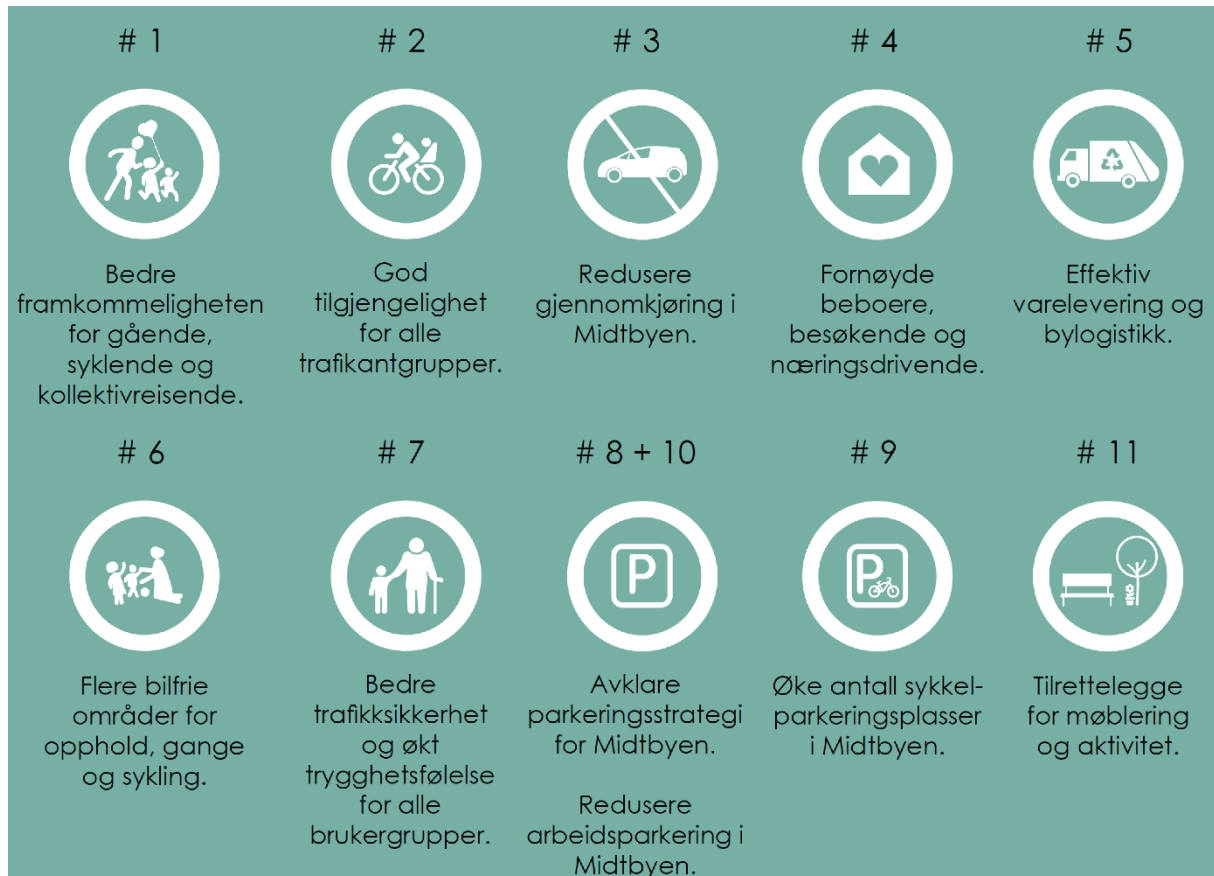 # 1
Bedre
framkommeligheten
for gående,
syklende og
kollektivreisende.
# 2
God
tilgjengelighet
for alle
trafikantgrupper.
# 3
Redusere
gjennomkjøring i
Midtbyen.
# 4
Fornøyde
beboere,
besøkende og
næringsdrivende.
# 5
Effektiv
varelevering og
bylogistikk.
# 6
Flere bilfrie
områder for
opphold, gange
og sykling.
# 7
Bedre
trafikksikkerhet
og økt
trygghetsfølelse
for alle
brukergrupper.
# 8 + 10
P
Avklare
parkeringsstrategi
for Midtbyen.
Redusere
arbeidsparkering i
Midtbyen.
# 9
P
Øke antall sykkel-
parkeringsplasser
i Midtbyen.
# 11
Tilrettelegge
for møblering
og aktivitet.